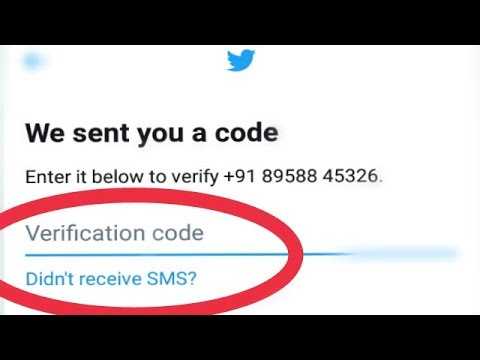 We sent you a code
Enter it below to verify +91 89588 45326.
Verification code
Didn't receive SMS?